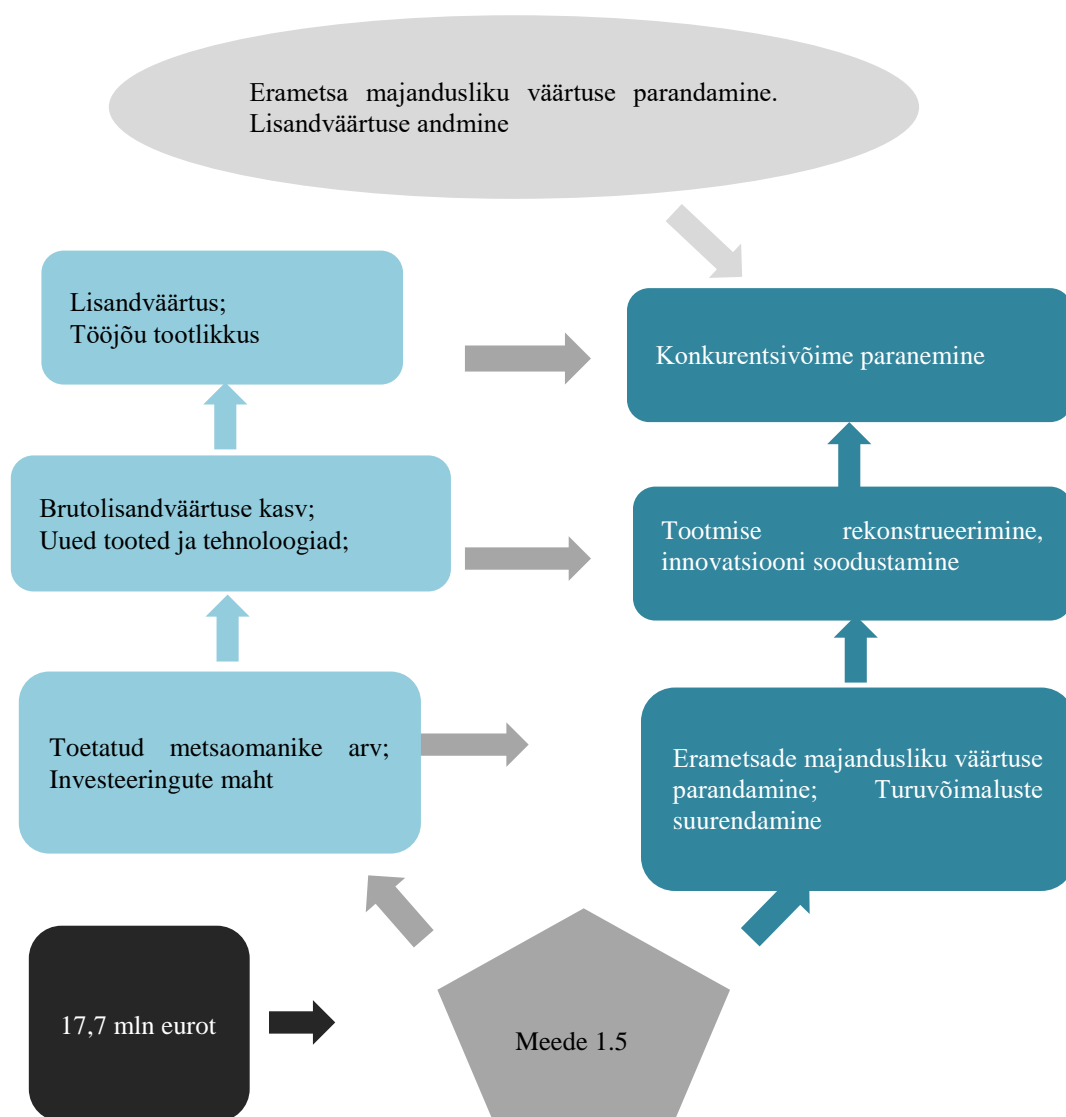 Erametsa majandusliku väärtuse parandamine.
Lisandväärtuse andmine
Lisandväärtus;
Tööjõu tootlikkus
Konkurentsivõime paranemine
Brutolisandväärtuse kasv;
Uued tooted ja tehnoloogiad;
Tootmise rekonstrueerimine,
innovatsiooni soodustamine
Toetatud metsaomanike arv;
Investeeringute maht
Erametsade majandusliku väärtuse
parandamine; Turuvõimaluste
suurendamine
17,7 mln eurot
Meede 1.5